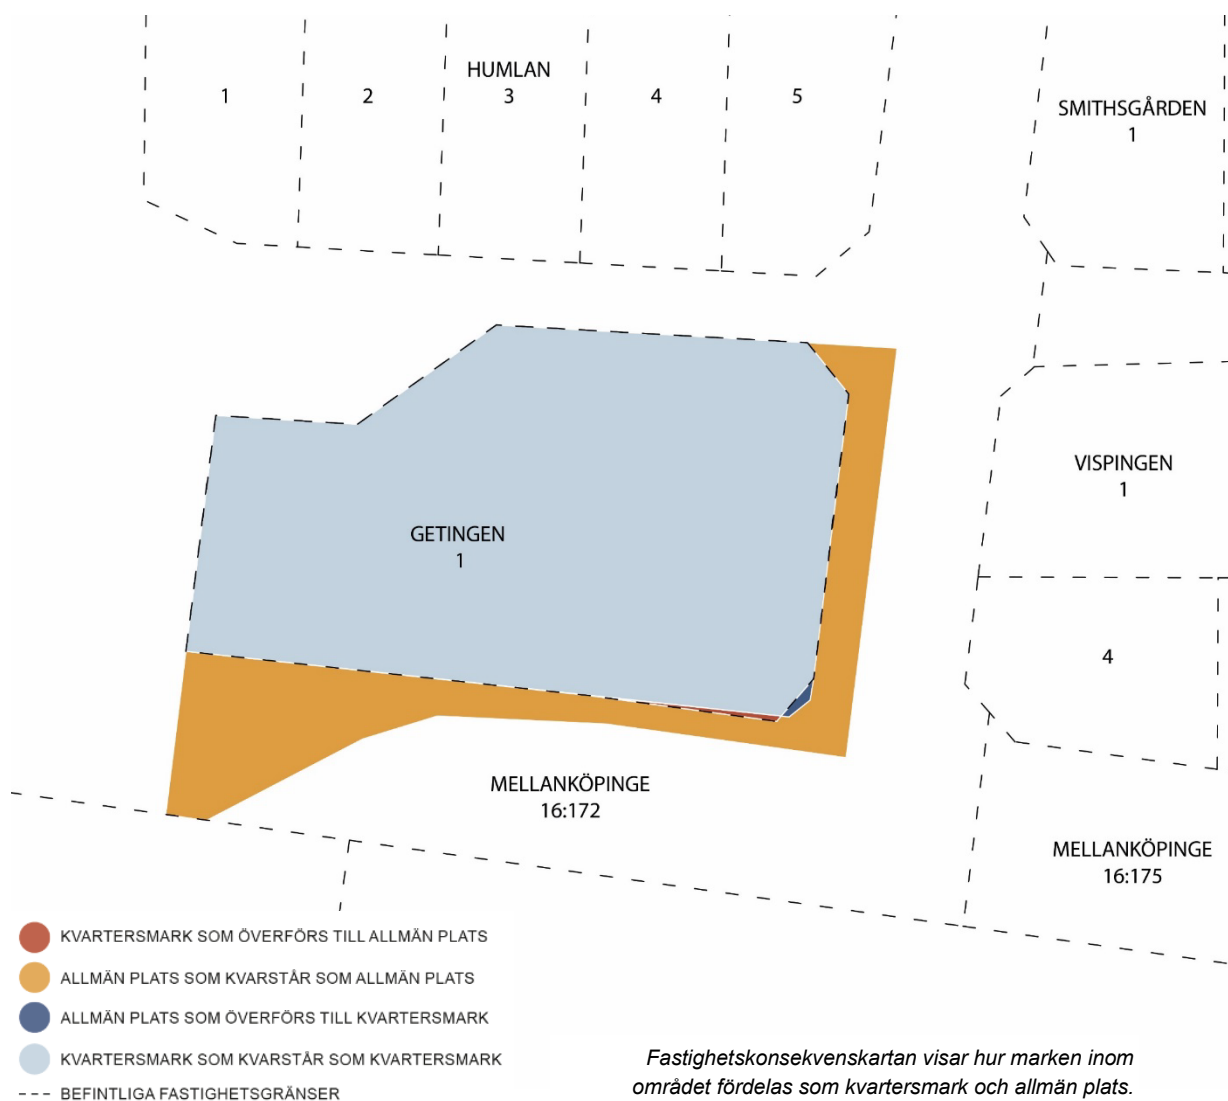 HUMLAN
1
2
3
4
5
SMITHSGÅRDEN
1
VISPINGEN
1
GETINGEN
1
4
MELLANKÖPINGE
16:172
MELLANKÖPINGE
16:175
KVARTERSMARK SOM ÖVERFÖRS TILL ALLMÄN PLATS
ALLMÄN PLATS SOM KVARSTÅR SOM ALLMÄN PLATS
ALLMÄN PLATS SOM ÖVERFÖRS TILL KVARTERSMARK
KVARTERSMARK SOM KVARSTÅR SOM KVARTERSMARK
BEFINTLIGA FASTIGHETSGRÄNSER
Fastighetskonsekvenskartan visar hur marken inom
området fördelas som kvartersmark och allmän plats.